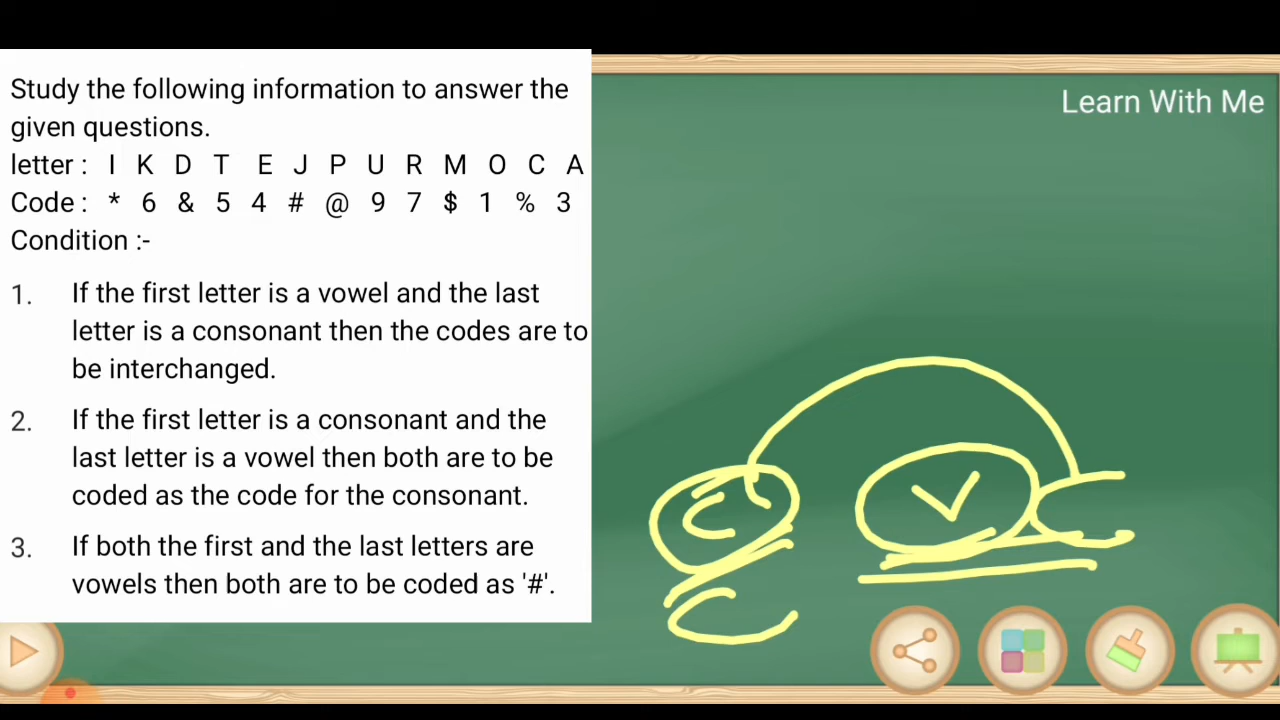 Study the following information to answer the
given questions.
letter : I K D T E J P U R M O C A
Code : * 6 & 5 4 # @ 9 7 $ 1 % 3
Condition :-
1. If the first letter is a vowel and the last
letter is a consonant then the codes are to
be interchanged.
2. If the first letter is a consonant and the
last letter is a vowel then both are to be
coded as the code for the consonant.
3. If both the first and the last letters are
vowels then both are to be coded as '#'.
Learn With Me
C V C
C